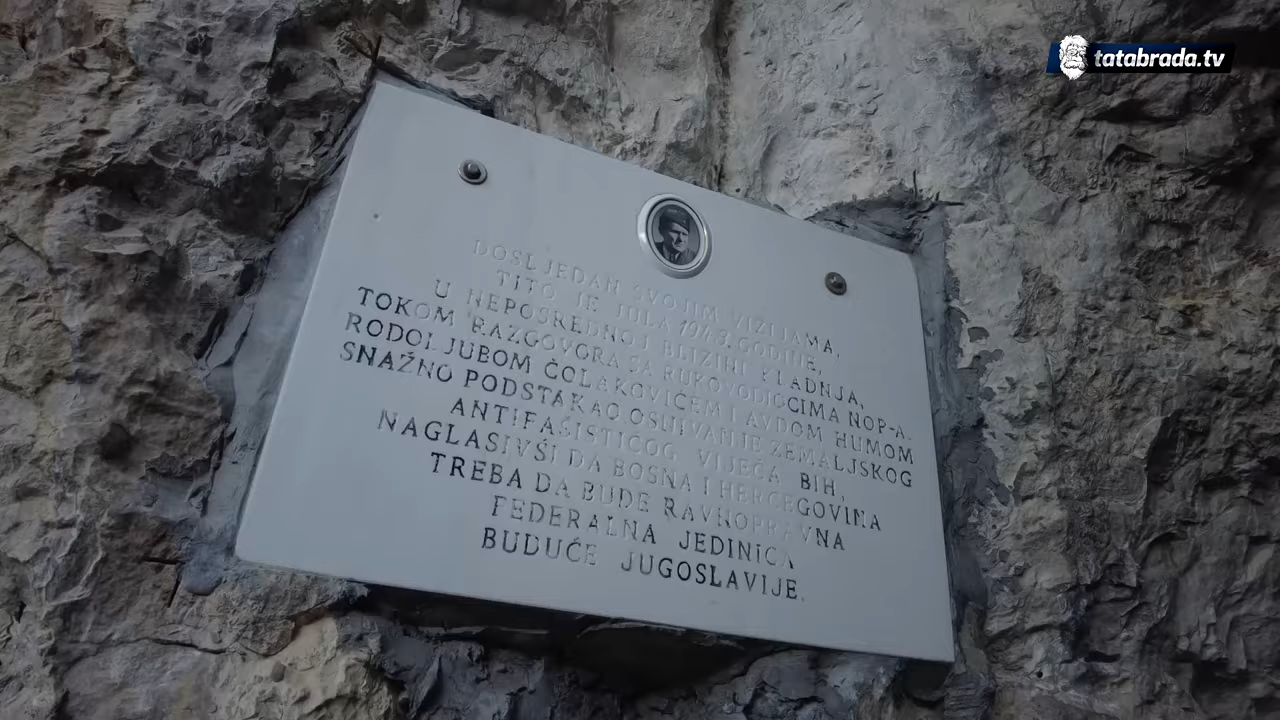 tatabrada.tv
DOSLJEDAN SVOJIM VIZIJAMA,
TITO JE JULA 1943. GODINE,
U NEPOSREDNOJ BLIZINI KLADNJA,
TOKOM RAZGOVORA SA RUKOVODIOCIMA NOP-A.
RODOLJUBOM ČOLAKOVIĆEM I AVDOM HUMOM
SNAŽNO PODSTAKAO OSNIVANJE ZEMALJSKOG
ANTIFAŠISTIČOG VIJEĆA BIH,
NAGLASIVŠI DA BOSNA I HERCEGOVINA
TREBA DA BUDE RAVNOPRAVNA
FEDERALNA JEDINICA
BUDUĆE JUGOSLAVIJE.